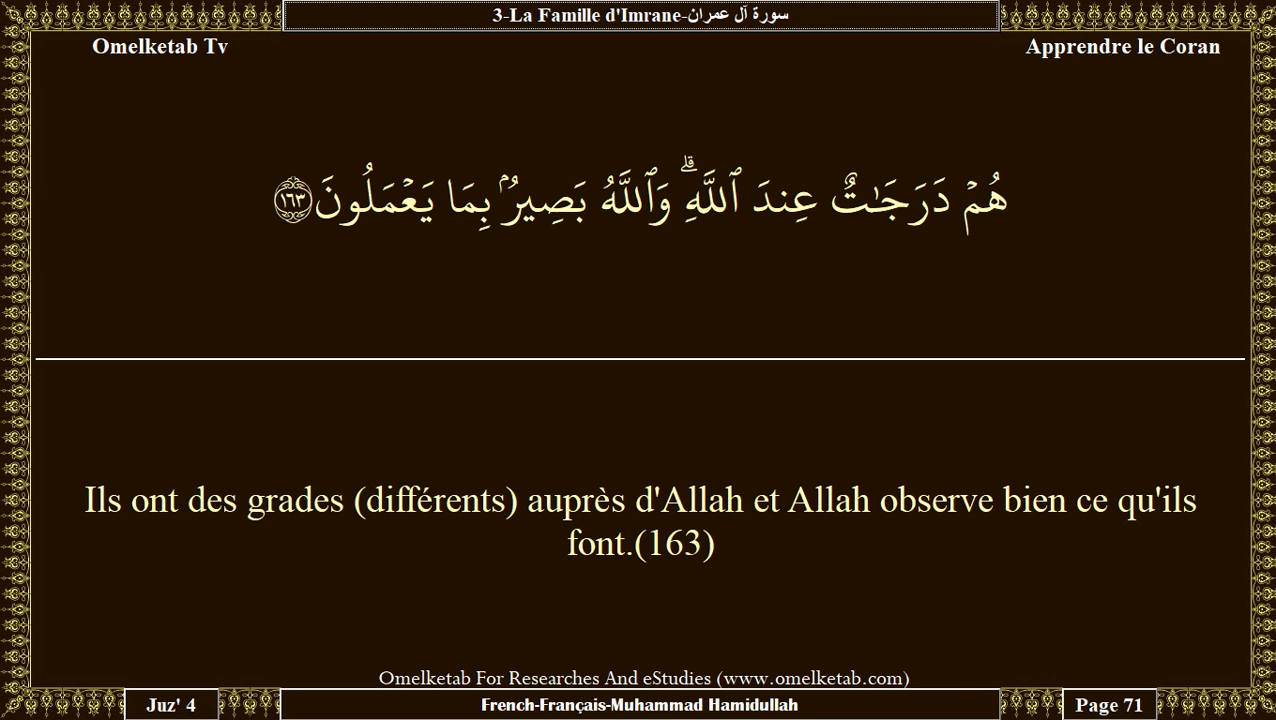 3-La Famille d'Imrane-سورة آل عمران
Omelketab Tv
Apprendre le Coran
هُمۡ دَرَجَٰتٌ عِندَ ٱللَّهِۗ وَٱللَّهُ بَصِيرُۢ بِمَا يَعۡمَلُونَ ١٦٣
Ils ont des grades (différents) auprès d'Allah et Allah observe bien ce qu'ils
font.(163)
Omelketab For Researches And eStudies (www.omelketab.com)
Juz' 4
French-Français-Muhammad Hamidullah
Page 71